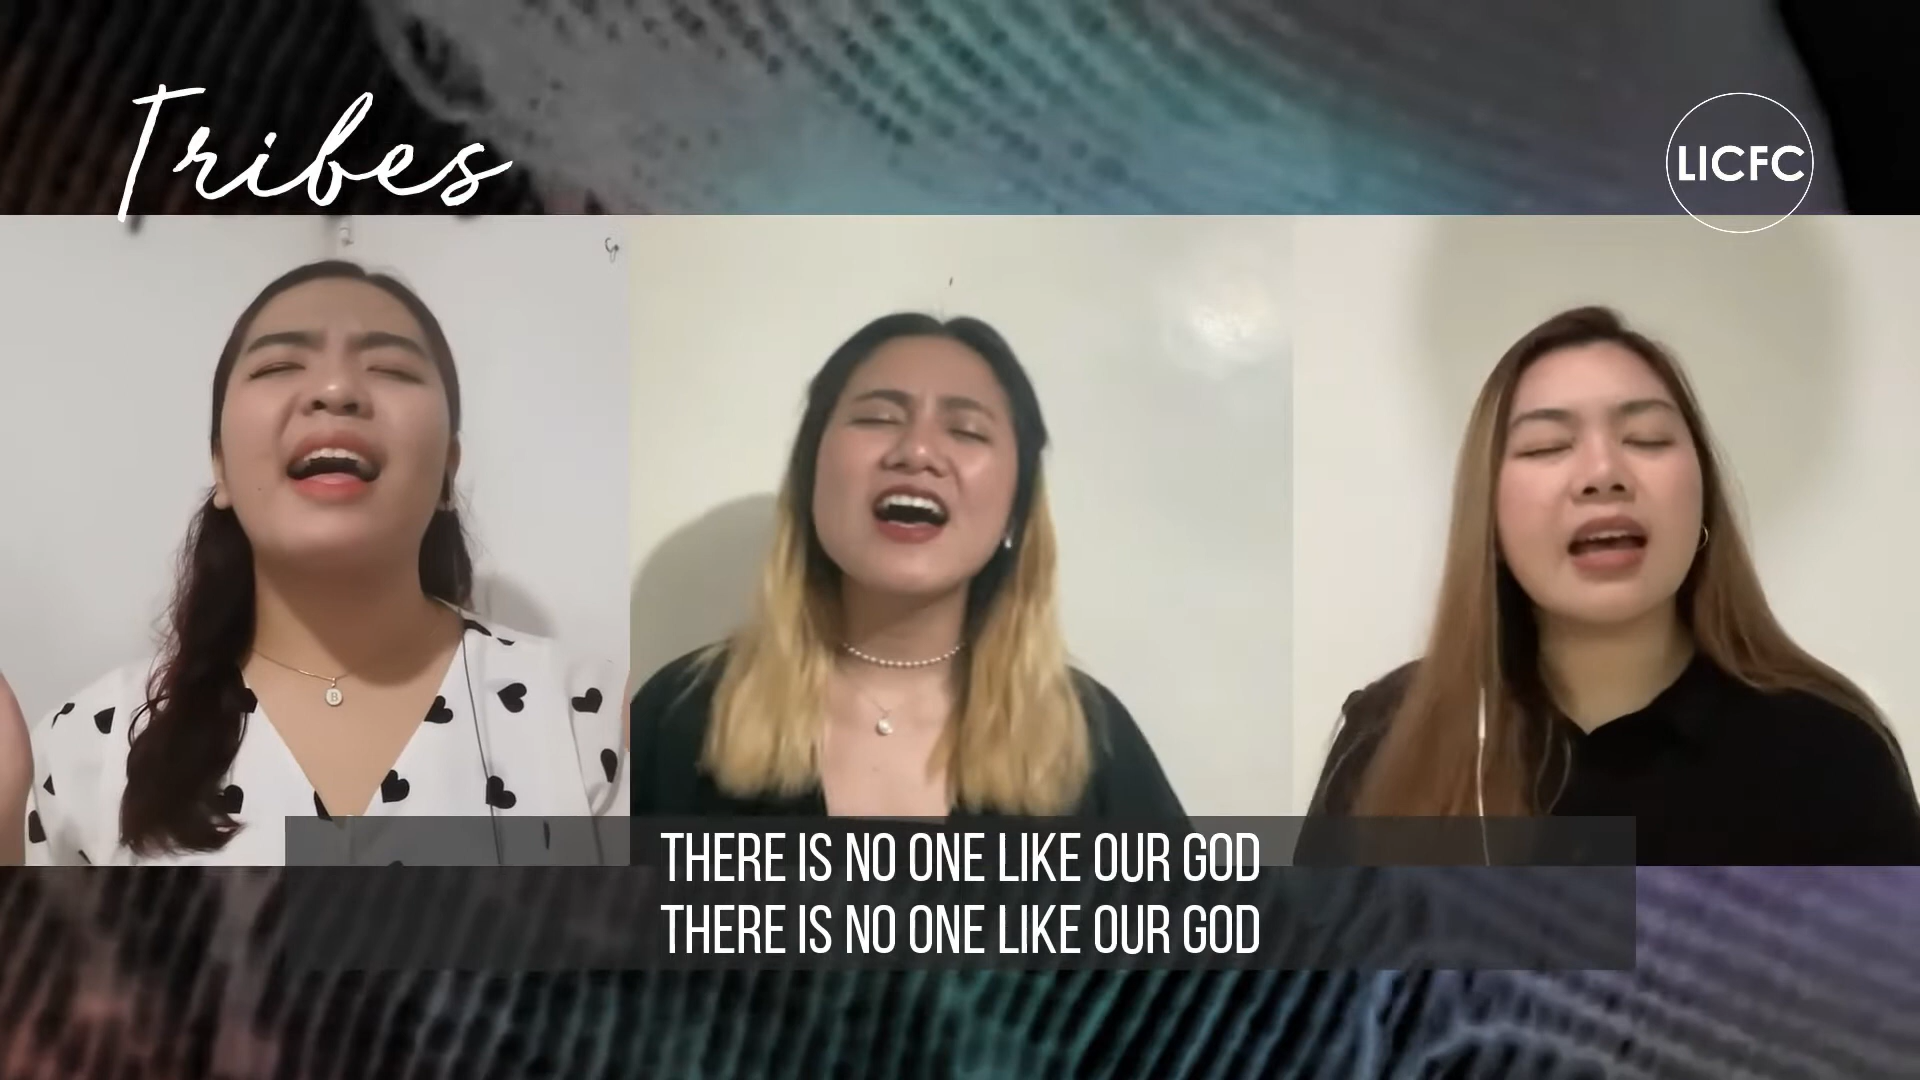 Tribes
LICFC
B
THERE IS NO ONE LIKE OUR GOD
THERE IS NO ONE LIKE OUR GOD